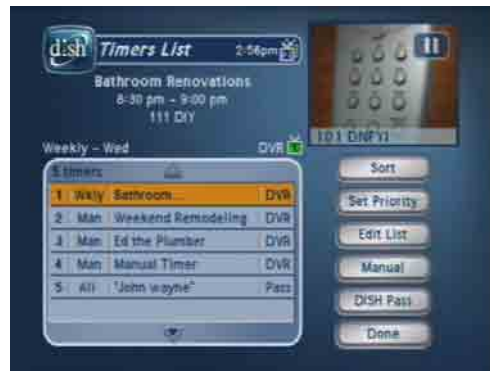 dish Timers List 2:56pm
Bathroom Renovations
8:30 pm - 9:00 pm
111 DIY
101 DNFYI
Weekly - Wed DVR
5 timers
1 Wkly Bathroom... DVR
2 Man Weekend Remodeling DVR
3 Man Ed the Plumber DVR
4 Man Manual Timer DVR
5 All "John wayne" Pass
Sort
Set Priority
Edit List
Manual
DISH Pass
Done